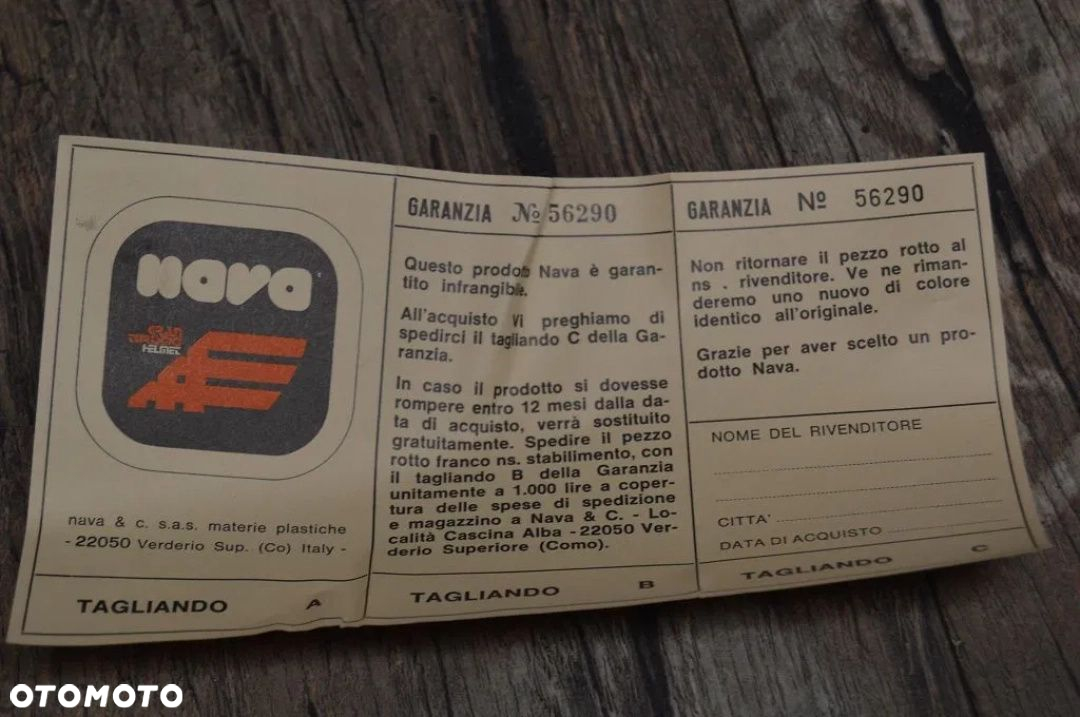 nava
GRAN
TURISMO
HELMET
nava & c. s.a.s. materie plastiche
- 22050 Verderio Sup. (Co) Italy -
TAGLIANDO A
GARANZIA Nº 56290
Questo prodotto Nava è garan-
tito infrangibile.
All'acquisto Vi preghiamo di
spedirci il tagliando C della Ga-
ranzia.
In caso il prodotto si dovesse
rompere entro 12 mesi dalla da-
ta di acquisto, verrà sostituito
gratuitamente. Spedire il pezzo
rotto franco ns. stabilimento, con
il tagliando B della Garanzia
unitamente a 1.000 lire a coper-
tura delle spese di spedizione
e magazzino a Nava & C. - Lo-
calità Cascina Alba - 22050 Ver-
derio Superiore (Como).
TAGLIANDO B
GARANZIA Nº 56290
Non ritornare il pezzo rotto al
ns . rivenditore. Ve ne riman-
deremo uno nuovo di colore
identico all'originale.
Grazie per aver scelto un pro-
dotto Nava.
NOME DEL RIVENDITORE
CITTA'
DATA DI ACQUISTO
TAGLIANDO C
OTOMOTO